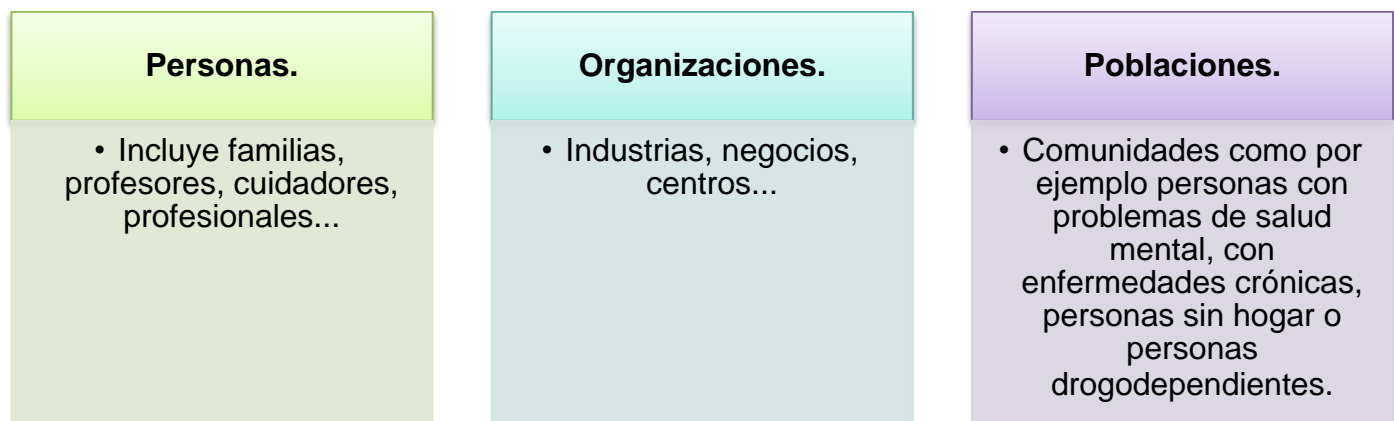 Personas.
• Incluye familias,
profesores, cuidadores,
profesionales...
Organizaciones.
• Industrias, negocios,
centros...
Poblaciones.
• Comunidades como por
ejemplo personas con
problemas de salud
mental, con
enfermedades crónicas,
personas sin hogar o
personas
drogodependientes.